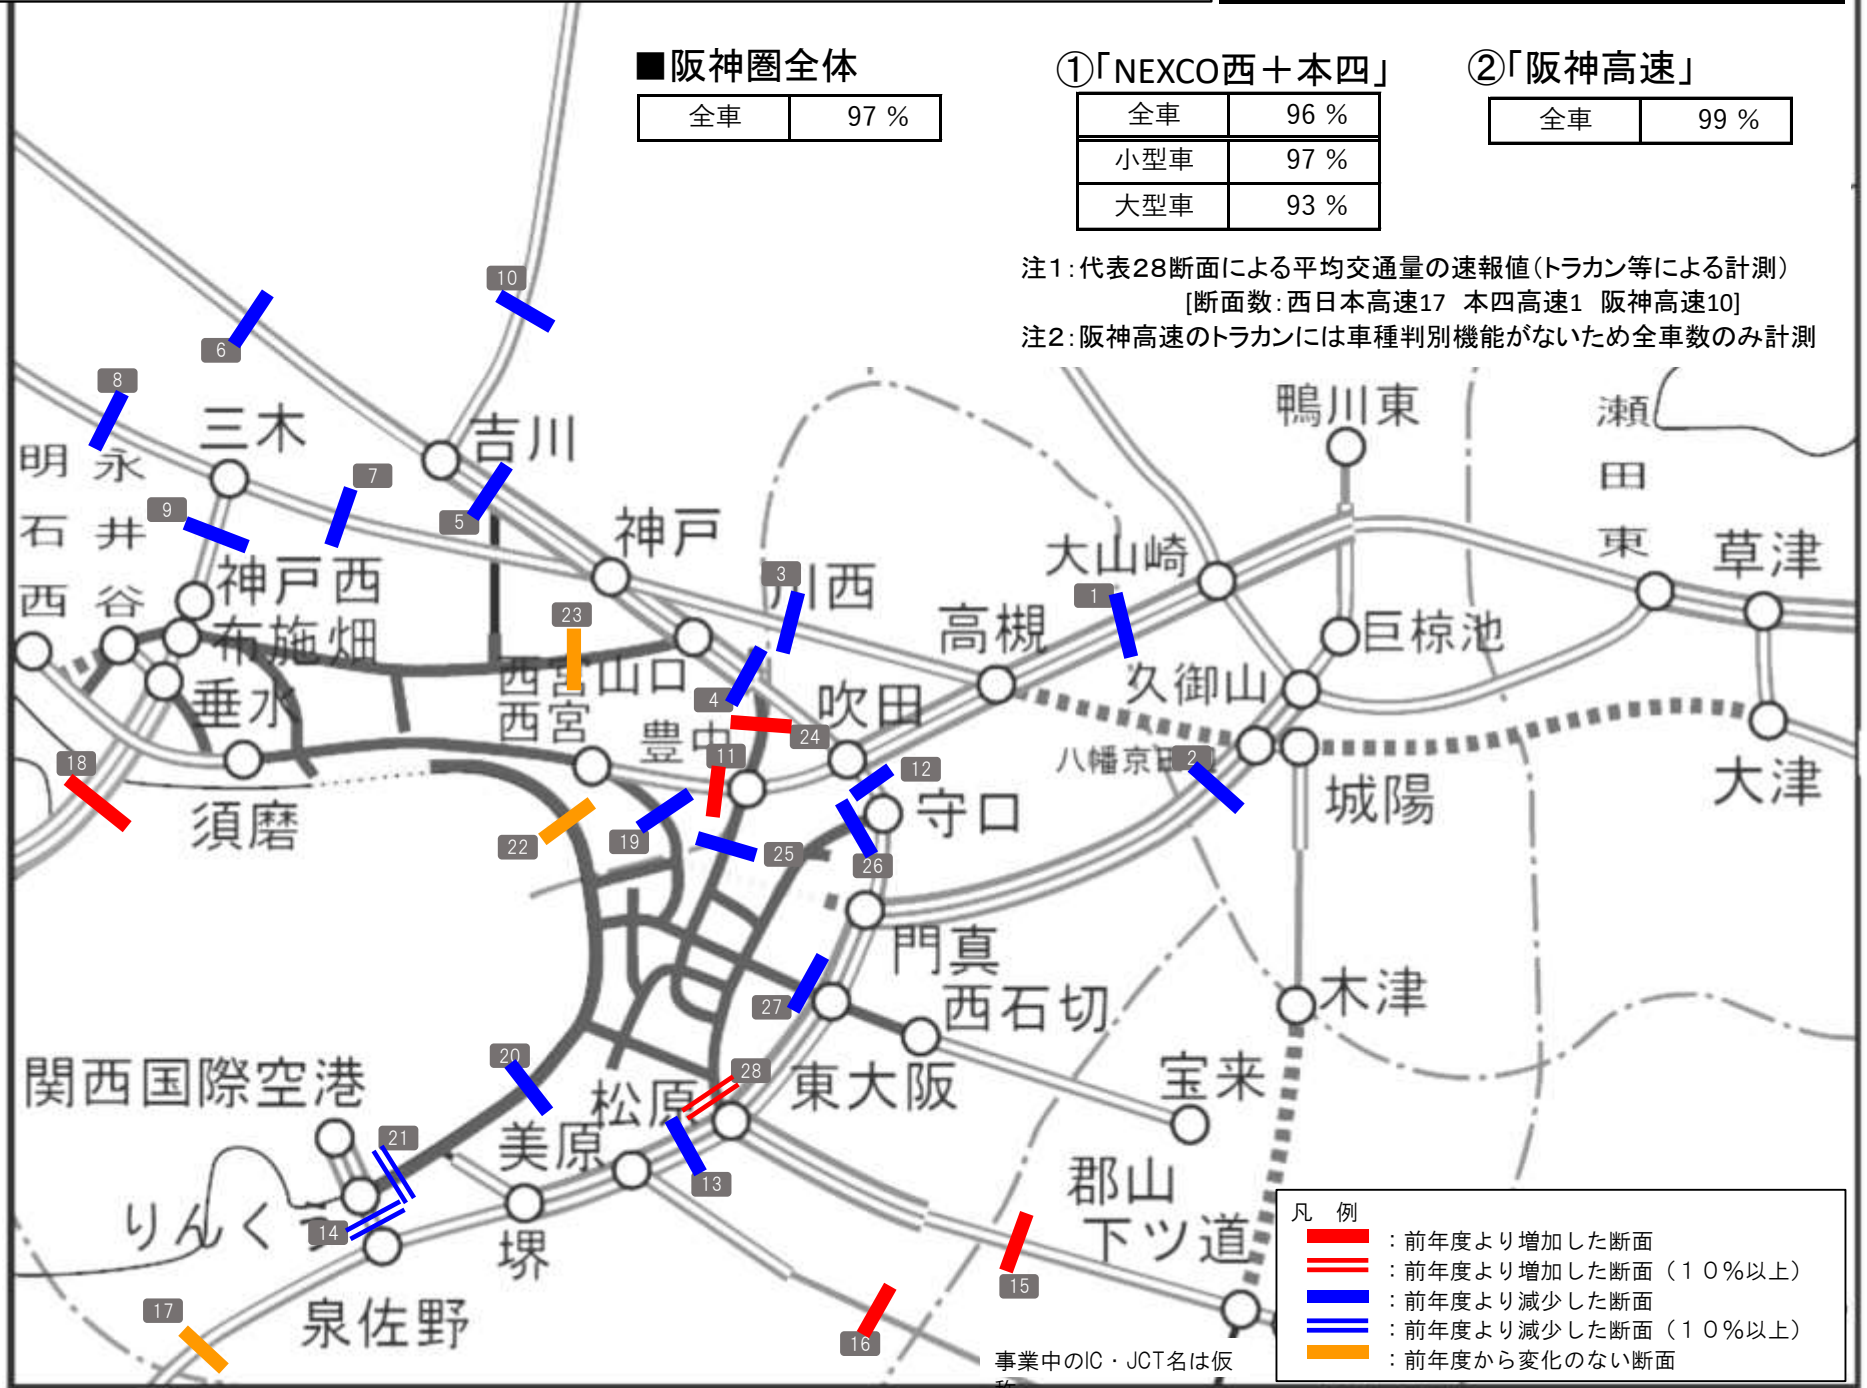 ■阪神圏全体
全車 97 %
①「NEXCO西＋本四」
全車 96 %
小型車 97 %
大型車 93 %
②「阪神高速」
全車 99 %
注1：代表28断面による平均交通量の速報値（トラカン等による計測）
[断面数：西日本高速17 本四高速1 阪神高速10]
注2：阪神高速のトラカンには車種判別機能がないため全車数のみ計測
10
6
8
三木
吉川
鴨川東
瀬田東
明石西
永井谷
7
9
5
神戸
大山崎
草津
神戸西
3
川西
1
23
布施畑
高槻
巨椋池
西宮山口
久御山
垂水
4
西宮
豊中
吹田
24
11
18
12
八幡京田
2
大津
城陽
須磨
22
19
25
守口
26
門真
27
西石切
木津
20
関西国際空港
松原
28
東大阪
宝来
21
美原
13
郡山
下ツ道
りんくう
14
堺
15
17
泉佐野
16
事業中のIC・JCT名は仮
称
凡 例
：前年度より増加した断面
：前年度より増加した断面（１０％以上）
：前年度より減少した断面
：前年度より減少した断面（１０％以上）
：前年度から変化のない断面